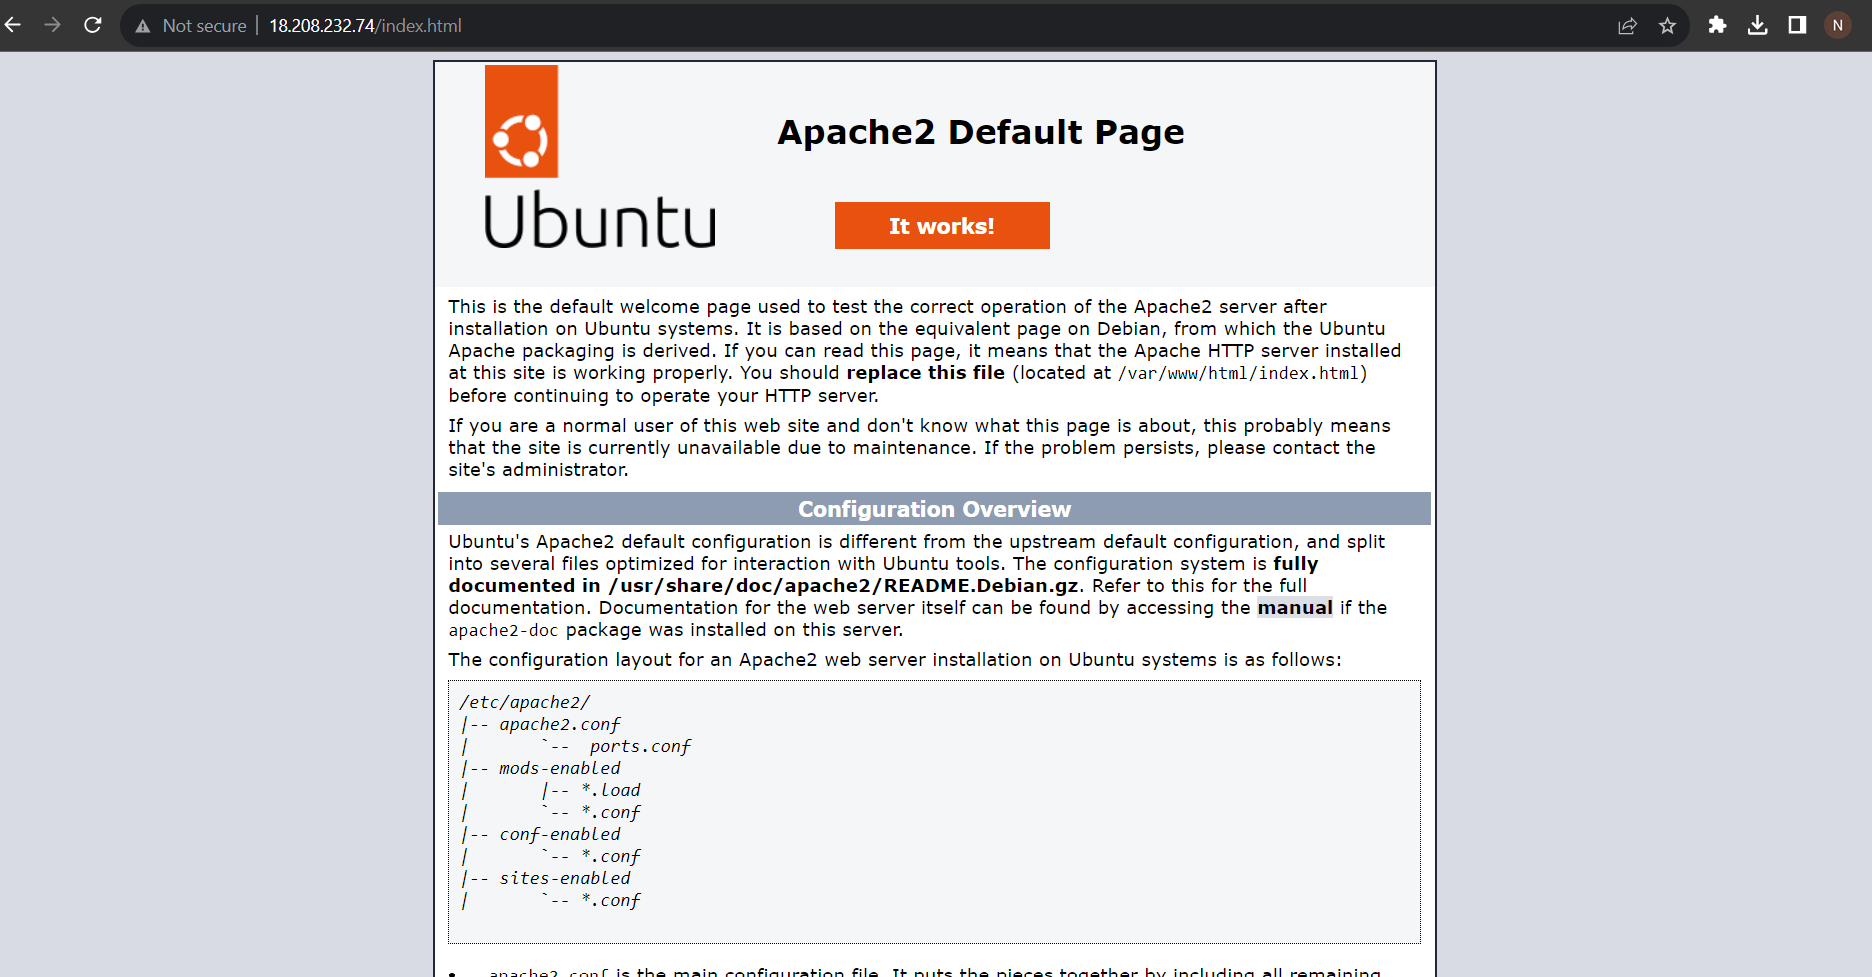 Not secure | 18.208.232.74/index.html
N
Apache2 Default Page
Ubuntu
It works!
This is the default welcome page used to test the correct operation of the Apache2 server after
installation on Ubuntu systems. It is based on the equivalent page on Debian, from which the Ubuntu
Apache packaging is derived. If you can read this page, it means that the Apache HTTP server installed
at this site is working properly. You should replace this file (located at /var/www/html/index.html)
before continuing to operate your HTTP server.
If you are a normal user of this web site and don't know what this page is about, this probably means
that the site is currently unavailable due to maintenance. If the problem persists, please contact the
site's administrator.
Configuration Overview
Ubuntu's Apache2 default configuration is different from the upstream default configuration, and split
into several files optimized for interaction with Ubuntu tools. The configuration system is fully
documented in /usr/share/doc/apache2/README.Debian.gz. Refer to this for the full
documentation. Documentation for the web server itself can be found by accessing the manual if the
apache2-doc package was installed on this server.
The configuration layout for an Apache2 web server installation on Ubuntu systems is as follows:
/etc/apache2/
|-- apache2.conf
|       `--  ports.conf
|-- mods-enabled
|       |-- *.load
|       `-- *.conf
|-- conf-enabled
|       `-- *.conf
|-- sites-enabled
|       `-- *.conf
• apache2.conf is the main configuration file. It puts the pieces together by including all remaining